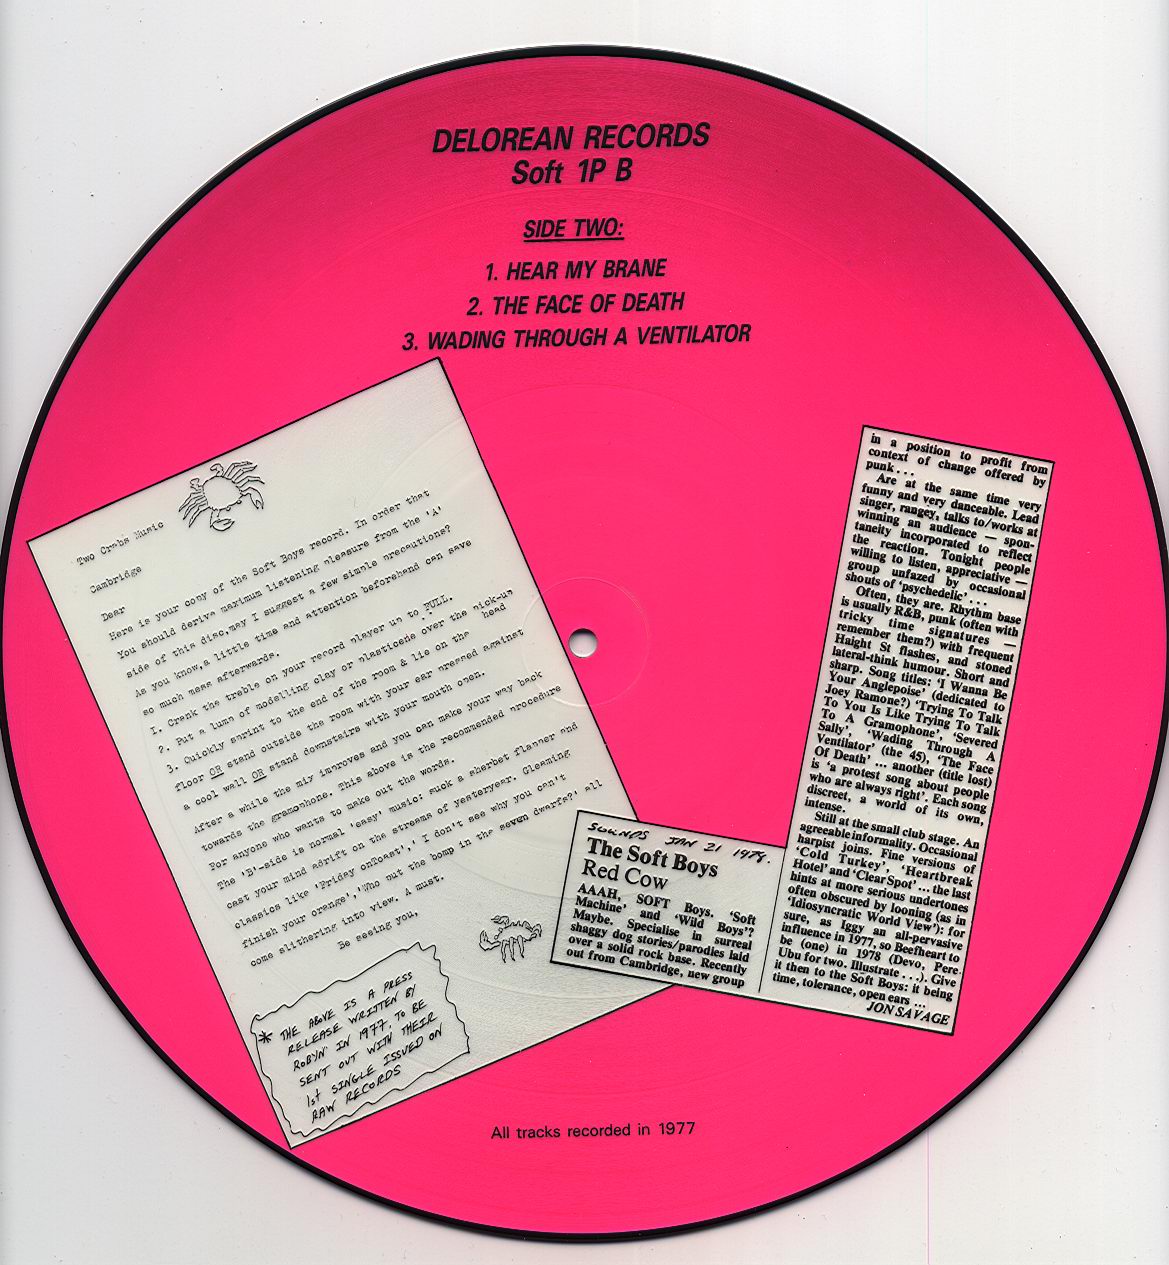 DELOREAN RECORDS
Soft 1P B
SIDE TWO:
1. HEAR MY BRANE
2. THE FACE OF DEATH
3. WADING THROUGH A VENTILATOR
Two Crabs Music
Cambridge
Dear
Here is your copy of the Soft Boys record. In order that
You should derive maximum listening pleasure from the 'A'
side of this disc,may I suggest a few simple precautions?
As you know,a little time and attention beforehand can save
so much mess afterwards.
1. Crank the treble on your record player up to FULL.
2. Put a lump of modelling clay or plasticede over the pick-up head
3. Quickly sprint to the end of the room & lie on the
floor OR stand outside the room with your ear pressed against
a cool wall OR stand downstairs with your mouth open.
After a while the mix improves and you can make your way back
towards the gramophone. This above is the recommended procedure
For anyone who wants to make out the words.
The 'B'-side is normal 'easy' music: suck a sherbet flanner and
cast your mind adrift on the streams of yesteryear. Gleaming
classics like 'Friday onToast',' I don't see why you can't
finish your orange','Who put the bomp in the seven dwarfs?' all
come slithering into view. A must.
Be seeing you,
* THE ABOVE IS A PRESS
RELEASE WRITTEN BY
ROBYN IN 1977. TO BE
SENT OUT WITH THEIR
1st SINGLE ISSUED ON
RAW RECORDS
SOUNDS JAN 21 1978.
The Soft Boys
Red Cow
AAAH, SOFT Boys. 'Soft
Machine' and 'Wild Boys'?
Maybe. Specialise in surreal
shaggy dog stories/parodies laid
over a solid rock base. Recently
out from Cambridge, new group
in a position to profit from
context of change offered by
punk . . .
Are at the same time very
funny and very danceable. Lead
singer, rangey, talks to/works at
winning an audience — spon-
taneity incorporated to reflect
the reaction. Tonight people
willing to listen, appreciative —
group unfazed by occasional
shouts of 'psychedelic' . . .
Often, they are. Rhythm base
is usually R&B, punk (often with
tricky time signatures —
remember them?) with frequent
Haight St flashes, and stoned
lateral-think humour. Short and
sharp. Song titles: 'I Wanna Be
Your Anglepoise' (dedicated to
Joey Ramone?) 'Trying To Talk
To You Is Like Trying To Talk
To A Gramophone', 'Severed
Sally', 'Wading Through A
Ventilator' (the 45), 'The Face
Of Death' ... another (title lost)
is 'a protest song about people
who are always right'. Each song
discreet, a world of its own,
intense.
Still at the small club stage. An
agreeable informality. Occasional
harpist joins. Fine versions of
'Cold Turkey', 'Heartbreak
Hotel' and 'Clear Spot' ... the last
hints at more serious undertones
often obscured by looning (as in
'Idiosyncratic World View'): for
sure, as Iggy an all-pervasive
influence in 1977, so Beefheart to
be (one) in 1978 (Devo, Pere-
Ubu for two. Illustrate . . .). Give
it then to the Soft Boys: it being
time, tolerance, open ears ...
JON SAVAGE
All tracks recorded in 1977